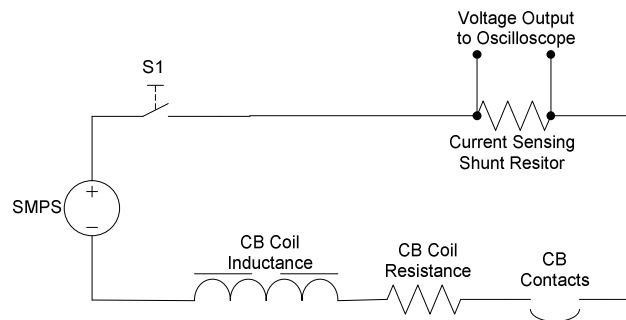 Voltage Output
to Oscilloscope
S1
Current Sensing
Shunt Resitor
+
SMPS
−
CB Coil
Inductance
CB Coil
Resistance
CB
Contacts